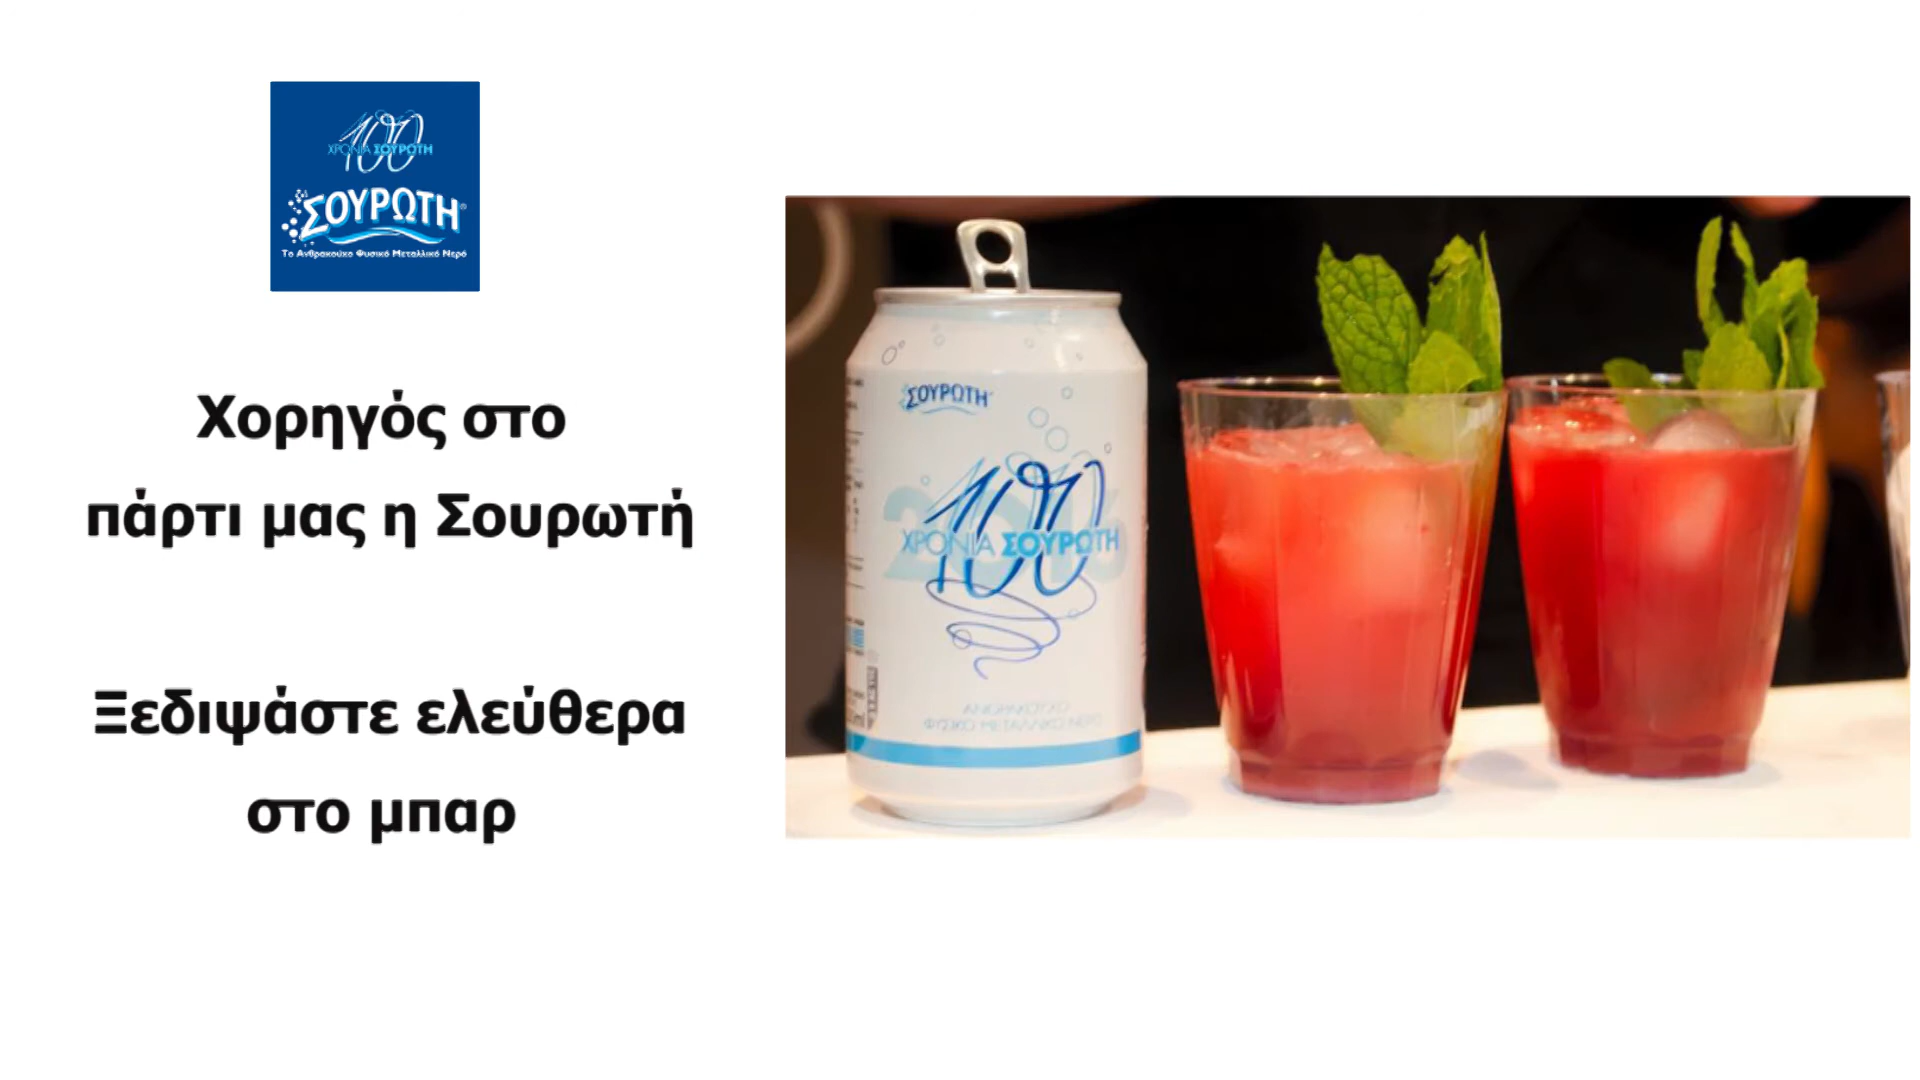 100
ΧΡΟΝΙΑ ΣΟΥΡΩΤΗ
ΣΟΥΡΩΤΗ®
Το Ανθρακούχο Φυσικό Μεταλλικό Νερό
Χορηγός στο
πάρτι μας η Σουρωτή
Ξεδιψάστε ελεύθερα
στο μπαρ
ΣΟΥΡΩΤΗ
100
ΧΡΟΝΙΑ ΣΟΥΡΩΤΗ
ΑΝΘΡΑΚΟΥΧΟ
ΦΥΣΙΚΟ ΜΕΤΑΛΛΙΚΟ ΝΕΡΟ